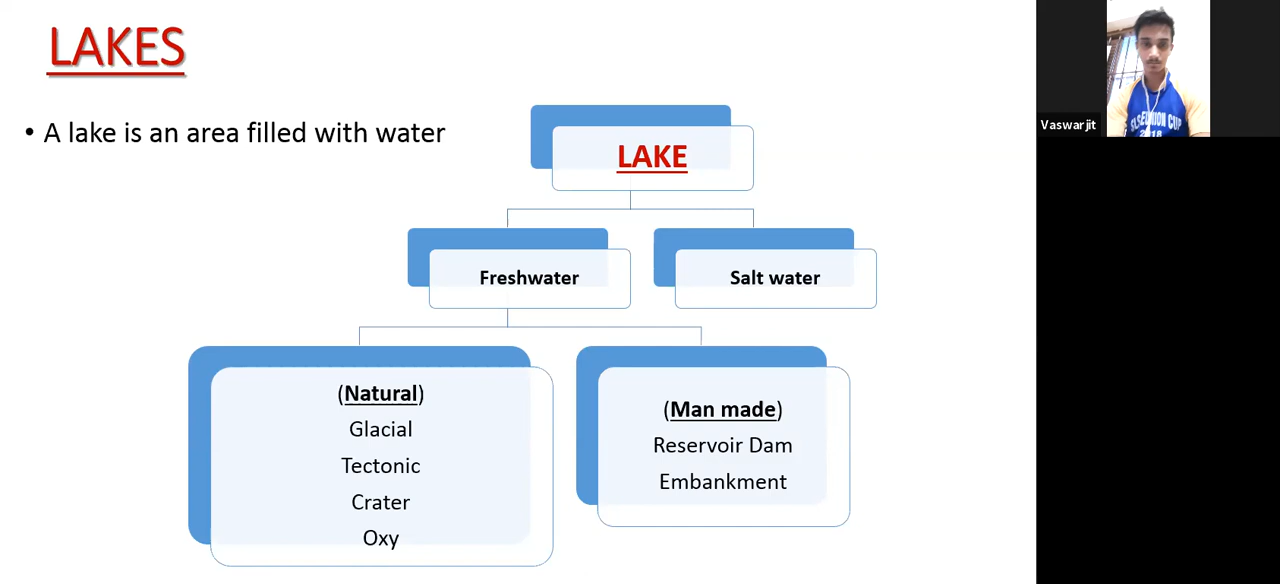 LAKES
• A lake is an area filled with water
LAKE
Freshwater
Salt water
(Natural)
Glacial
Tectonic
Crater
Oxy
(Man made)
Reservoir Dam
Embankment
Vaswarjit
CUP